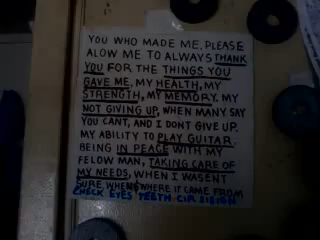 YOU WHO MADE ME, PLEASE
ALOW ME TO ALWAYS THANK
YOU FOR THE THINGS YOU
GAVE ME. MY HEALTH, MY
STRENGTH, MY MEMORY. MY
NOT GIVING UP, WHEN MANY SAY
YOU CANT, AND I DONT GIVE UP.
MY ABILITY TO PLAY GUITAR.
BEING IN PEACE WITH MY
FELOW MAN, TAKING CARE OF
MY NEEDS, WHEN I WASENT
SURE, WHERE IT CAME FROM
CHECK EYES TEETH